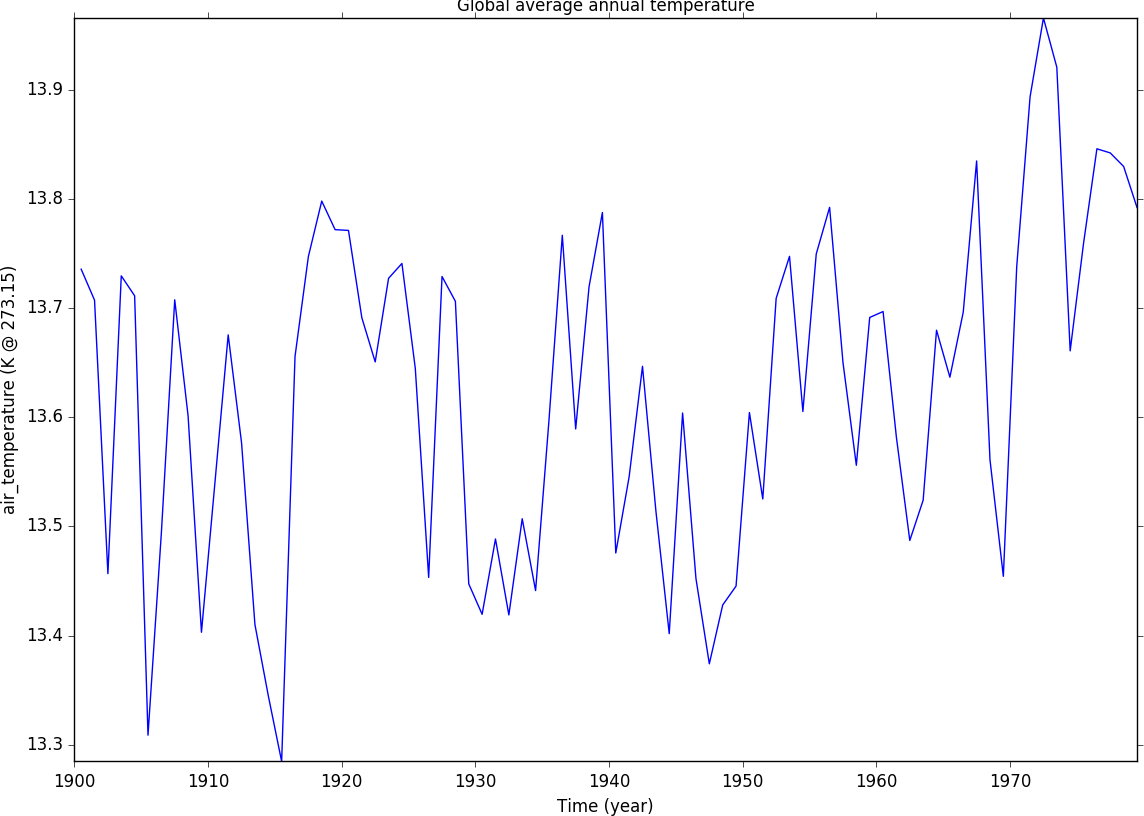 Global average annual temperature
13.9
13.8
13.7
13.6
13.5
13.4
13.3
air_temperature (K @ 273.15)
1900 1910 1920 1930 1940 1950 1960 1970
Time (year)